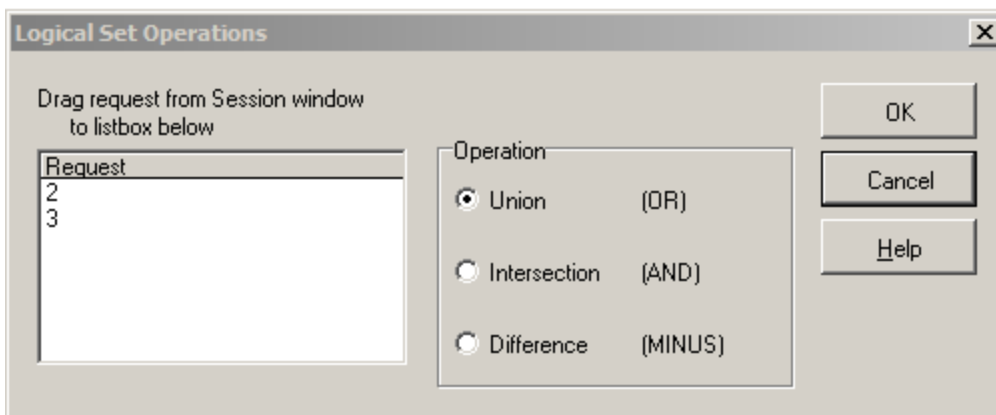 Logical Set Operations
Drag request from Session window
to listbox below
Request
2
3
Operation
Union (OR)
Intersection (AND)
Difference (MINUS)
OK
Cancel
Help